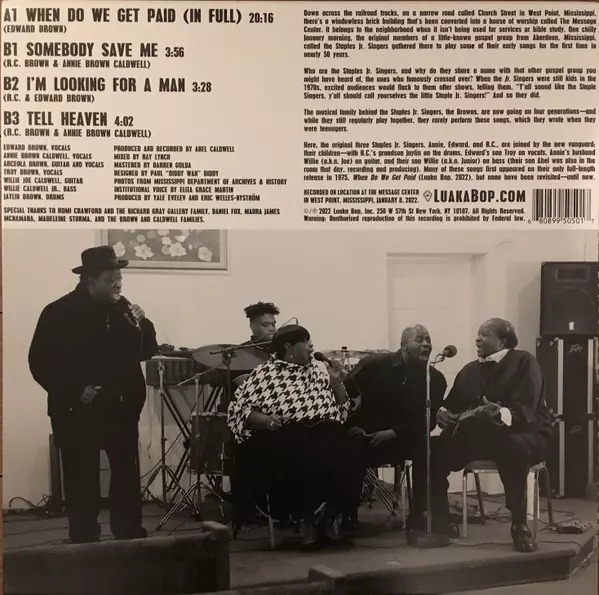 A1 WHEN DO WE GET PAID (IN FULL) 20:16
(EDWARD BROWN)
B1 SOMEBODY SAVE ME 3:56
(R.C. BROWN & ANNIE BROWN CALDWELL)
B2 I'M LOOKING FOR A MAN 3:28
(R.C. & EDWARD BROWN)
B3 TELL HEAVEN 4:02
(R.C. BROWN & ANNIE BROWN CALDWELL)
EDWARD BROWN, VOCALS
ANNIE BROWN CALDWELL, VOCALS
R.C. BROWN, VOCALS AND GUITAR
ARCEOLA BROWN, GUITAR, VOCALS
TROY BROWN, VOCALS
WILLIE JOE CALDWELL, GUITAR
WILLIE CALDWELL JR., BASS
JAYLIN BROWN, DRUMS
PRODUCED AND RECORDED BY ABEL CALDWELL
MIXED BY RAY LYNCH
MASTERED BY DARREN GOLDA
DESIGNED BY PAUL "DIDDY WAH" DIDDY
PHOTOS FROM MISSISSIPPI DEPARTMENT OF ARCHIVES & HISTORY
INSTITUTIONAL VOICE BY ELIZA GRACE MARTIN
PRODUCED BY YALE EVELEV AND ERIC WELLES-NYSTRÖM
SPECIAL THANKS TO ROMI CRAWFORD AND THE RICHARD GRAY GALLERY FAMILY, DANIEL FOX, MAURA JAMES
MCNAMARA, MADELEINE STURMA, AND THE BROWN AND CALDWELL FAMILIES.
Down across the railroad tracks, on a narrow road called Church Street in West Point, Mississippi,
there's a windowless brick building that's been converted into a house of worship called The Message
Center. It belongs to the neighborhood when it isn't being used for services or bible study. One chilly
January morning, the original members of a little-known gospel group from Aberdeen, Mississippi,
called the Staples Jr. Singers gathered there to play some of their early songs for the first time in
nearly 50 years.
Who are the Staples Jr. Singers, and why do they share a name with that other gospel group you
might have heard of, the ones who famously crossed over? When the Jr. Singers were still kids in the
1970s, excited audiences would flock to them after shows, telling them, "Y'all sound like the Staple
Singers, y'all should call yourselves the little Staple Jr. Singers!" And so they did.
The musical family behind the Staples Jr. Singers, the Browns, are now going on four generations—and
while they still regularly play together, they rarely perform these songs, which they wrote when they
were teenagers.
Here, the original three Staples Jr. Singers, Annie, Edward, and R.C., are joined by the new vanguard:
their children—with R.C.'s grandson Jaylin on the drums, Edward's son Troy on vocals, Annie's husband
Willie (a.k.a. Joe) on guitar, and their son Willie (a.k.a. Junior) on bass (their son Abel was also in the
room that day, recording and producing). Many of these songs first appeared on their only full-length
release in 1975, When Do We Get Paid (Luaka Bop, 2022), but none have been revisited—until now.
RECORDED ON LOCATION AT THE MESSAGE CENTER
IN WEST POINT, MISSISSIPPI, JANUARY 8, 2022.
LUAKABOP.COM
℗/© 2022 Luaka Bop, Inc. 250 W 57th St New York, NY 10107. All Rights Reserved.
Warning: Unauthorized reproduction of this recording is prohibited by Federal law.
6 80899 50501 7
PEAVEY